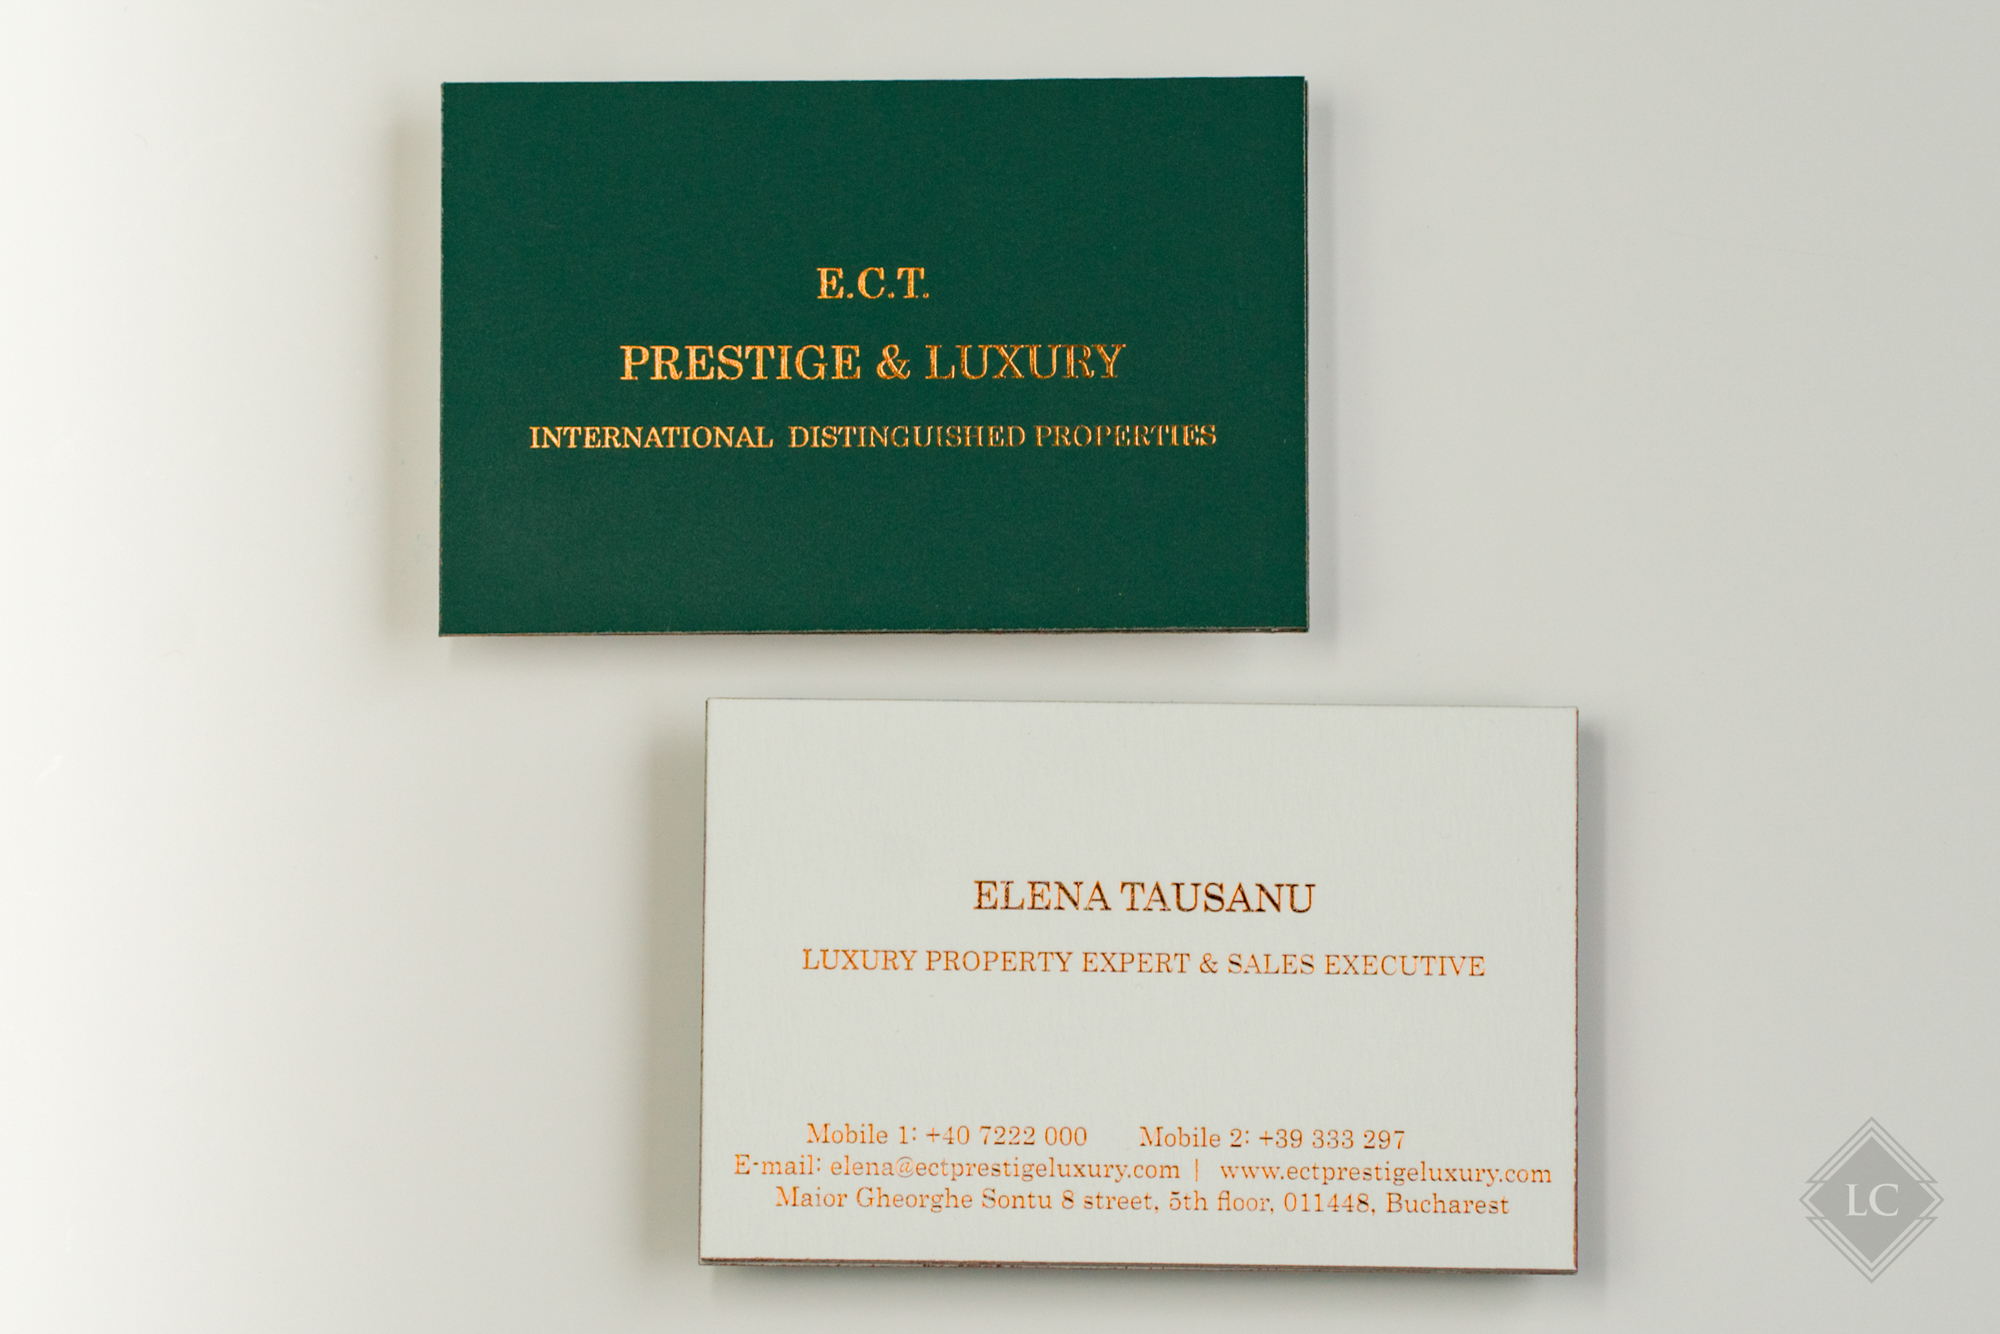 E.C.T.
PRESTIGE & LUXURY
INTERNATIONAL DISTINGUISHED PROPERTIES
ELENA TAUSANU
LUXURY PROPERTY EXPERT & SALES EXECUTIVE
Mobile 1: +40 7222 000 Mobile 2: +39 333 297
E-mail: elena@ectprestigeluxury.com | www.ectprestigeluxury.com
Maior Gheorghe Sontu 8 street, 5th floor, 011448, Bucharest
LC